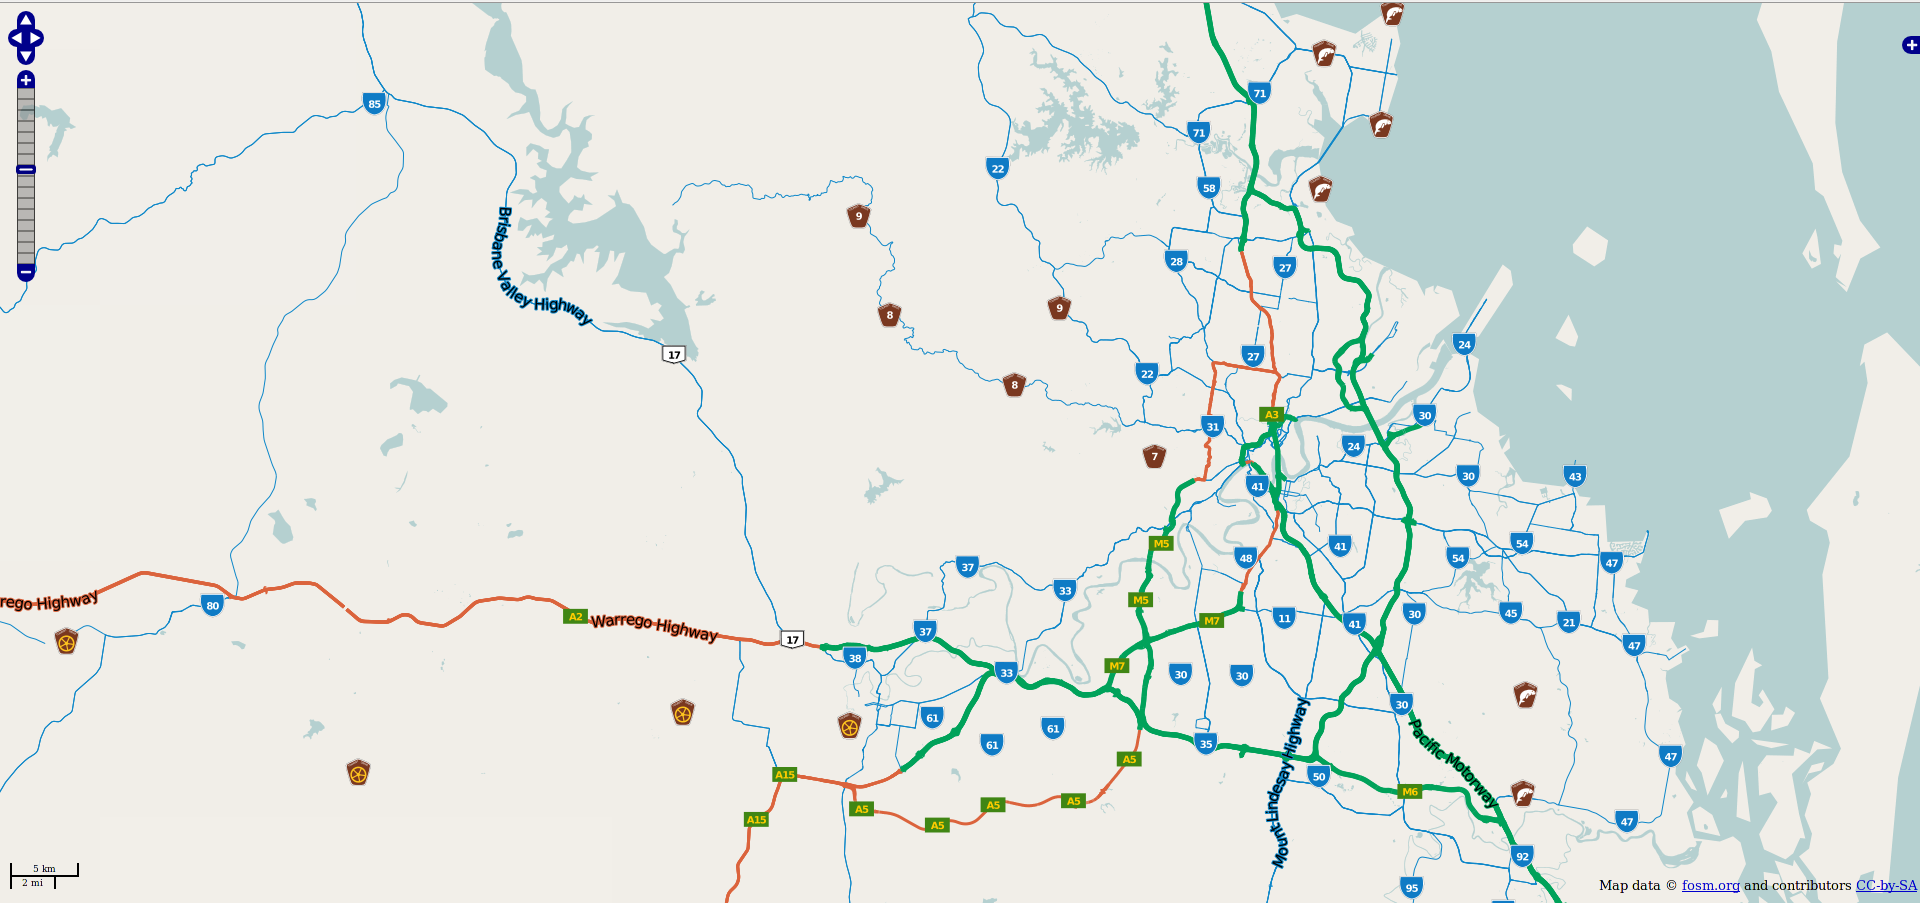 71
85
71
22
58
9
28
27
9
8
24
17
27
22
8
A3
30
31
24
7
30
43
41
M5
54
41
48
54
47
37
33
M5
rego Highway
80
A2
Warrego Highway
M7
11
41
30
45
21
37
17
38
47
M7
33
30
30
30
61
61
61
35
Brisbane Valley Highway
Mount Lindesay Highway
Pacific Motorway
47
A5
A15
50
M6
A5
A5
A5
A15
A5
47
92
95
5 km
2 mi
Map data © fosm.org and contributors CC-by-SA